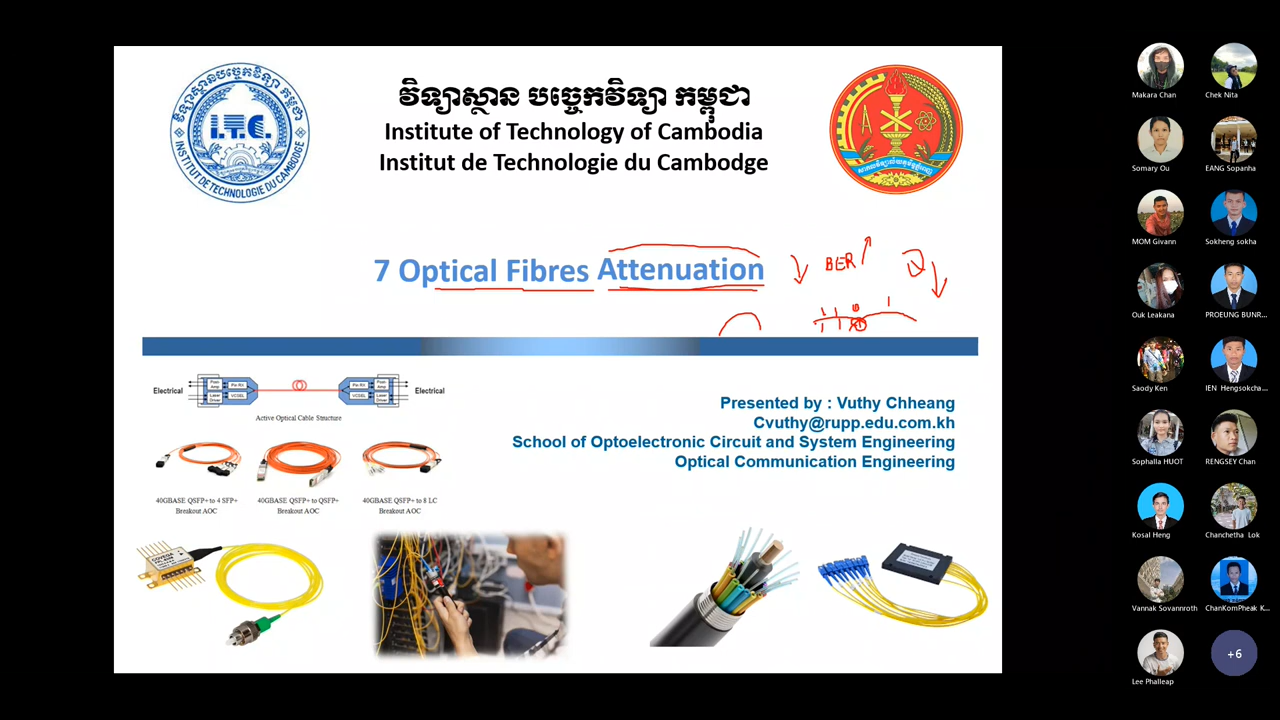 វិទ្យាស្ថាន បច្ចេកវិទ្យា កម្ពុជា
Institute of Technology of Cambodia
Institut de Technologie du Cambodge
I.T.C.
INSTITUT DE TECHNOLOGIE DU CAMBODGE
7 Optical Fibres Attenuation
BER
Q
Electrical
Electrical
Active Optical Cable Structure
40GBASE QSFP+ to 4 SFP+
Breakout AOC
40GBASE QSFP+ to QSFP+
Breakout AOC
40GBASE QSFP+ to 8 LC
Breakout AOC
Presented by : Vuthy Chheang
Cvuthy@rupp.edu.com.kh
School of Optoelectronic Circuit and System Engineering
Optical Communication Engineering
Makara Chan
Chek Nita
Somary Ou
EANG Sopanha
MOM Givann
Sokheng sokha
Ouk Leakana
PROEUNG BUNR...
Saody Ken
IEN Hengsokcha...
Sophalla HUOT
RENGSEY Chan
Kosal Heng
Chanchetha Lok
Vannak Sovannroth
ChanKomPheak K...
Lee Phalleap
+6